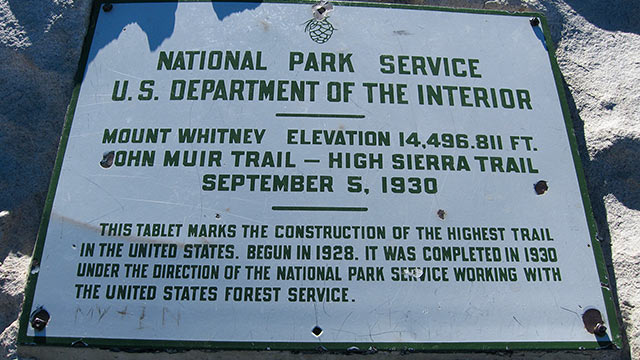 NATIONAL PARK SERVICE
U.S. DEPARTMENT OF THE INTERIOR
MOUNT WHITNEY ELEVATION 14,496.811 FT.
JOHN MUIR TRAIL – HIGH SIERRA TRAIL
SEPTEMBER 5, 1930
THIS TABLET MARKS THE CONSTRUCTION OF THE HIGHEST TRAIL
IN THE UNITED STATES. BEGUN IN 1928. IT WAS COMPLETED IN 1930
UNDER THE DIRECTION OF THE NATIONAL PARK SERVICE WORKING WITH
THE UNITED STATES FOREST SERVICE.